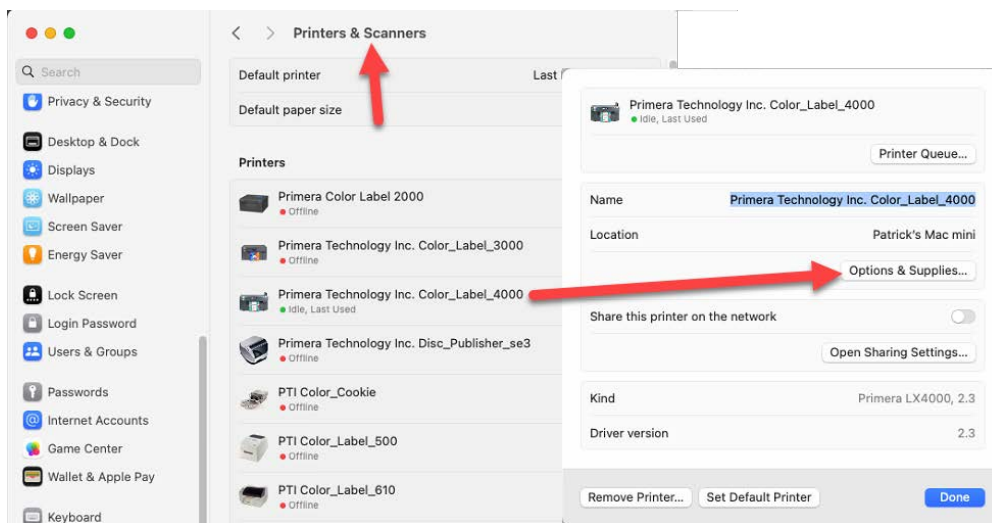 Printers & Scanners
Search
Privacy & Security
Desktop & Dock
Displays
Wallpaper
Screen Saver
Energy Saver
Lock Screen
Login Password
Users & Groups
Passwords
Internet Accounts
Game Center
Wallet & Apple Pay
Keyboard
Default printer
Last
Default paper size
Printers
Primera Color Label 2000
Offline
Primera Technology Inc. Color_Label_3000
Offline
Primera Technology Inc. Color_Label_4000
Idle, Last Used
Primera Technology Inc. Disc_Publisher_se3
Offline
PTI Color_Cookie
Offline
PTI Color_Label_500
Offline
PTI Color_Label_610
Offline
Primera Technology Inc. Color_Label_4000
Idle, Last Used
Printer Queue...
Name Primera Technology Inc. Color_Label_4000
Location Patrick's Mac mini
Options & Supplies...
Share this printer on the network
Open Sharing Settings...
Kind Primera LX4000, 2.3
Driver version 2.3
Remove Printer... Set Default Printer Done